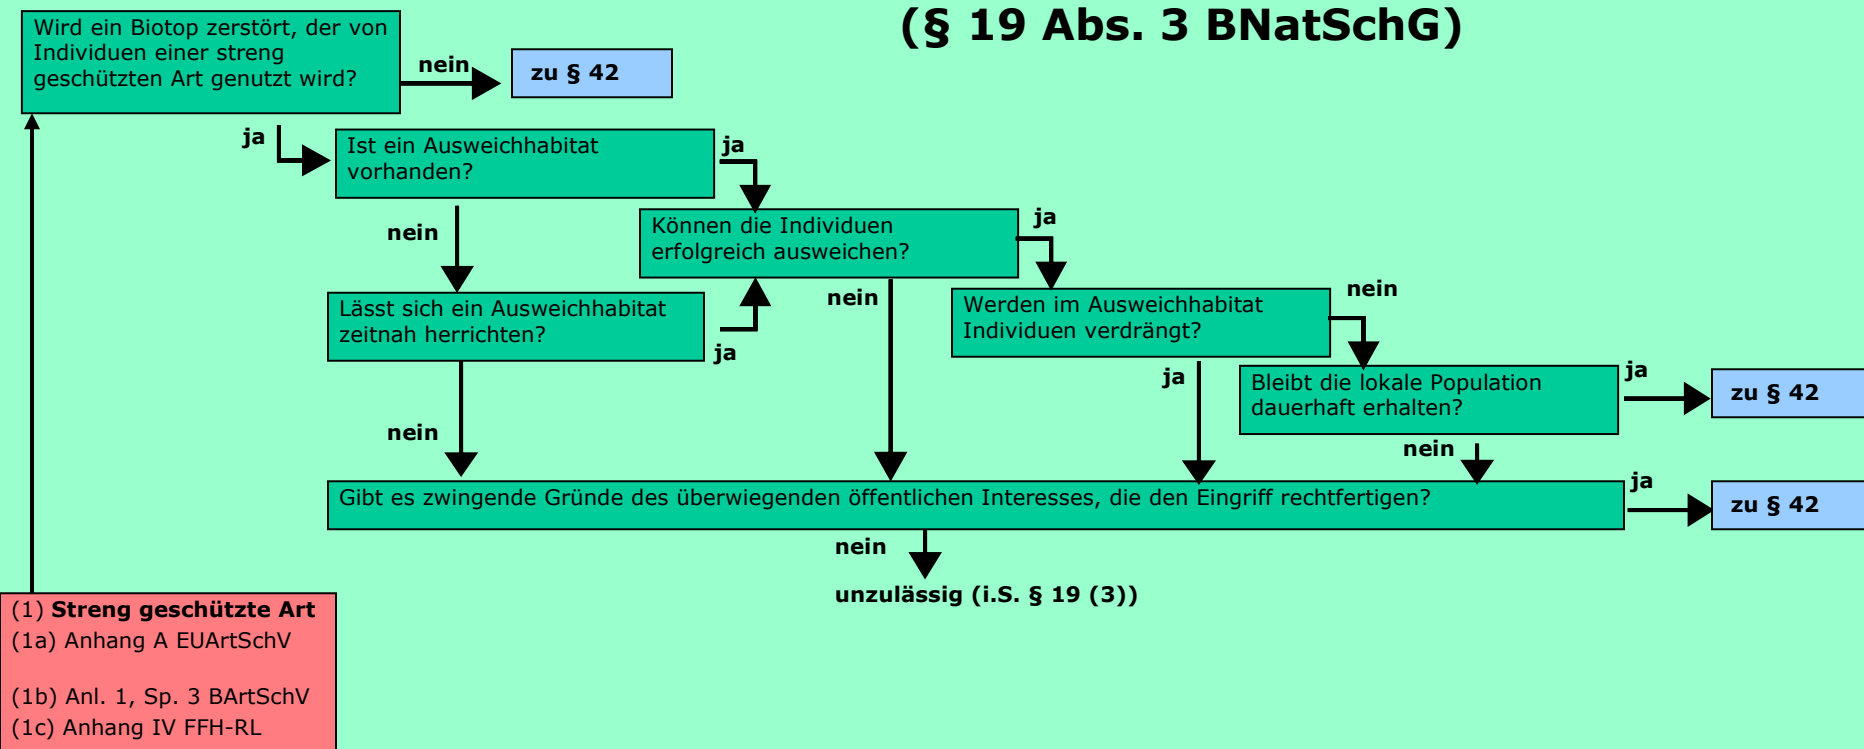 (§ 19 Abs. 3 BNatSchG)
Wird ein Biotop zerstört, der von
Individuen einer streng
geschützten Art genutzt wird?
nein
zu § 42
ja
Ist ein Ausweichhabitat
vorhanden?
ja
nein
Können die Individuen
erfolgreich ausweichen?
ja
nein
Lässt sich ein Ausweichhabitat
zeitnah herrichten?
ja
nein
Werden im Ausweichhabitat
Individuen verdrängt?
nein
ja
Bleibt die lokale Population
dauerhaft erhalten?
ja
zu § 42
nein
Gibt es zwingende Gründe des überwiegenden öffentlichen Interesses, die den Eingriff rechtfertigen?
ja
zu § 42
nein
unzulässig (i.S. § 19 (3))
(1) Streng geschützte Art
(1a) Anhang A EUArtSchV
(1b) Anl. 1, Sp. 3 BArtSchV
(1c) Anhang IV FFH-RL